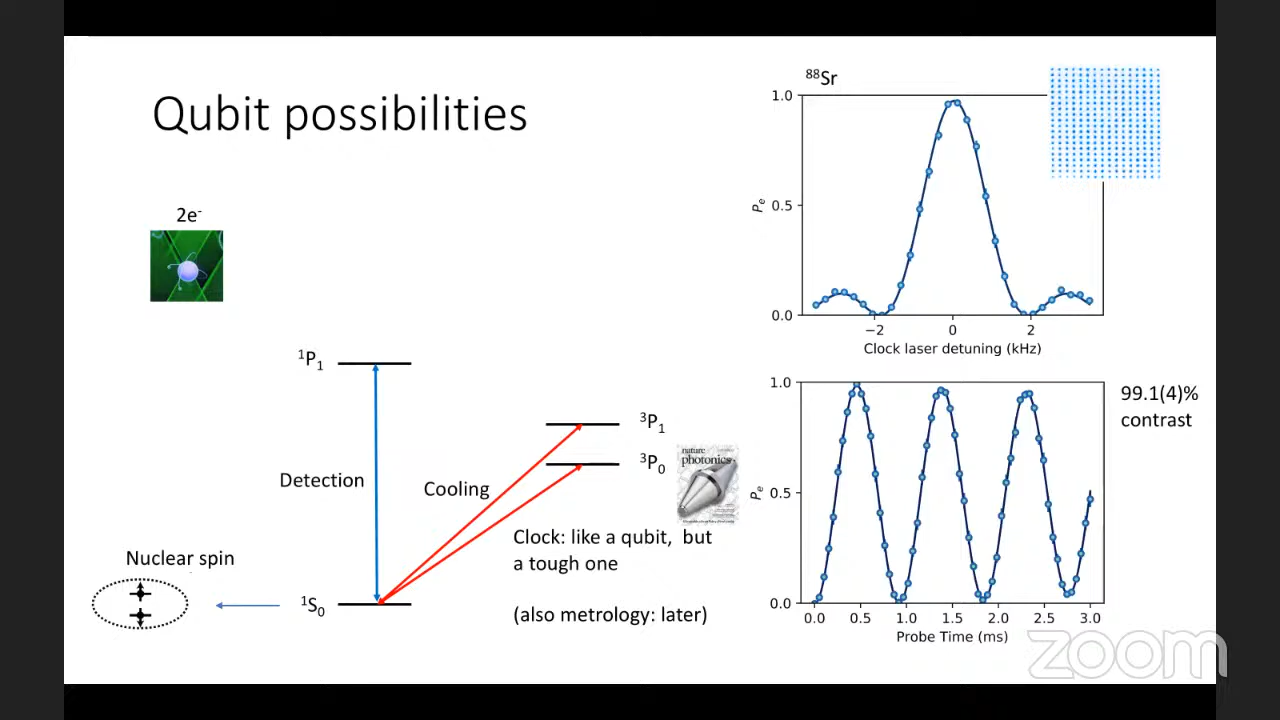 Qubit possibilities
2e-
1P1
Detection
Cooling
3P1
3P0
nature
photonics
Clock: like a qubit, but
a tough one
(also metrology: later)
Nuclear spin
1S0
88Sr
1.0
0.5
0.0
Pe
−2 0 2
Clock laser detuning (kHz)
1.0
0.5
0.0
Pe
0.0 0.5 1.0 1.5 2.0 2.5 3.0
Probe Time (ms)
99.1(4)%
contrast
zoom